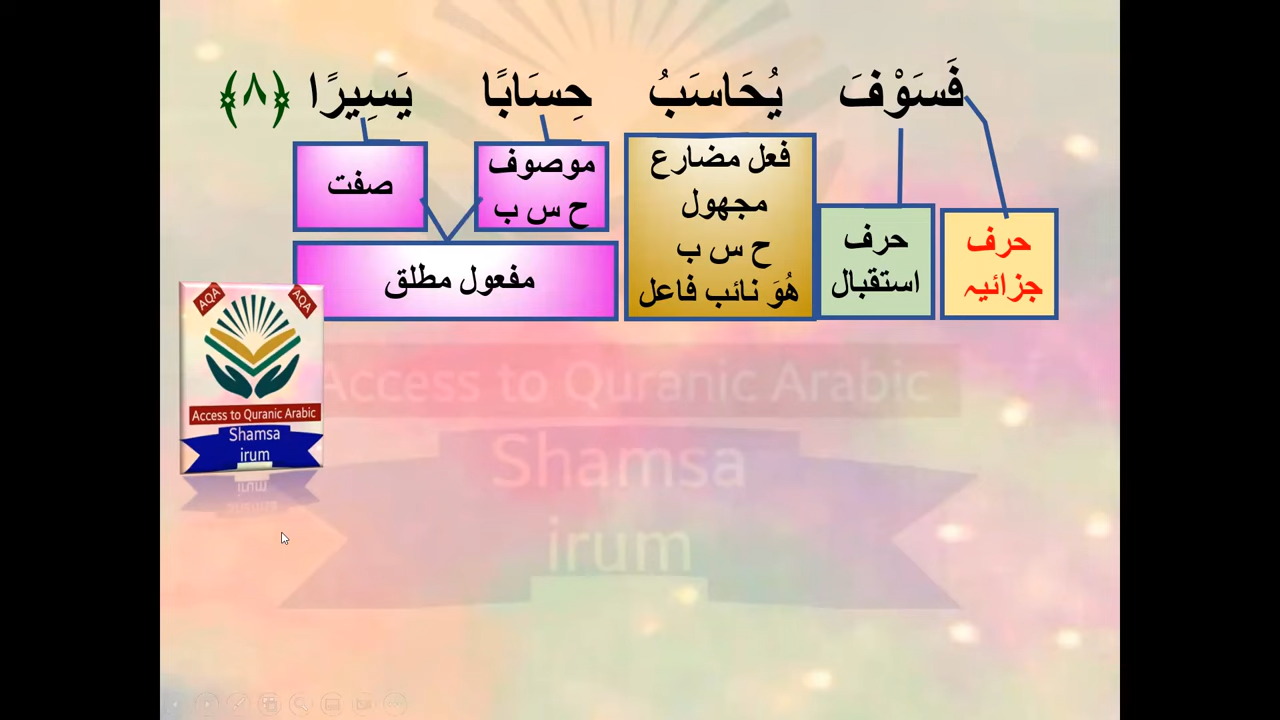 فَسَوْفَ يُحَاسَبُ حِسَابًا يَسِيرًا ﴿٨﴾
حرف
جزائیہ
حرف
استقبال
فعل مضارع
مجهول
ح س ب
هُوَ نائب فاعل
موصوف
ح س ب
صفت
مفعول مطلق
AQA AQA
Access to Quranic Arabic
Shamsa
irum
Access to Quranic Arabic
Shamsa
irum